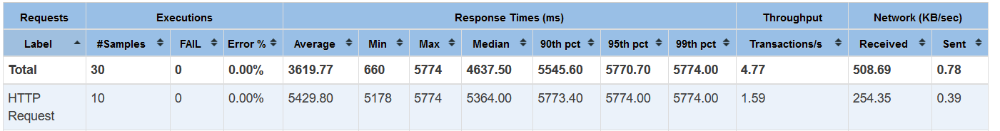 Requests Executions Response Times (ms) Throughput Network (KB/sec)
Label #Samples FAIL Error % Average Min Max Median 90th pct 95th pct 99th pct Transactions/s Received Sent
Total 30 0 0.00% 3619.77 660 5774 4637.50 5545.60 5770.70 5774.00 4.77 508.69 0.78
HTTP 10 0 0.00% 5429.80 5178 5774 5364.00 5773.40 5774.00 5774.00 1.59 254.35 0.39
Request